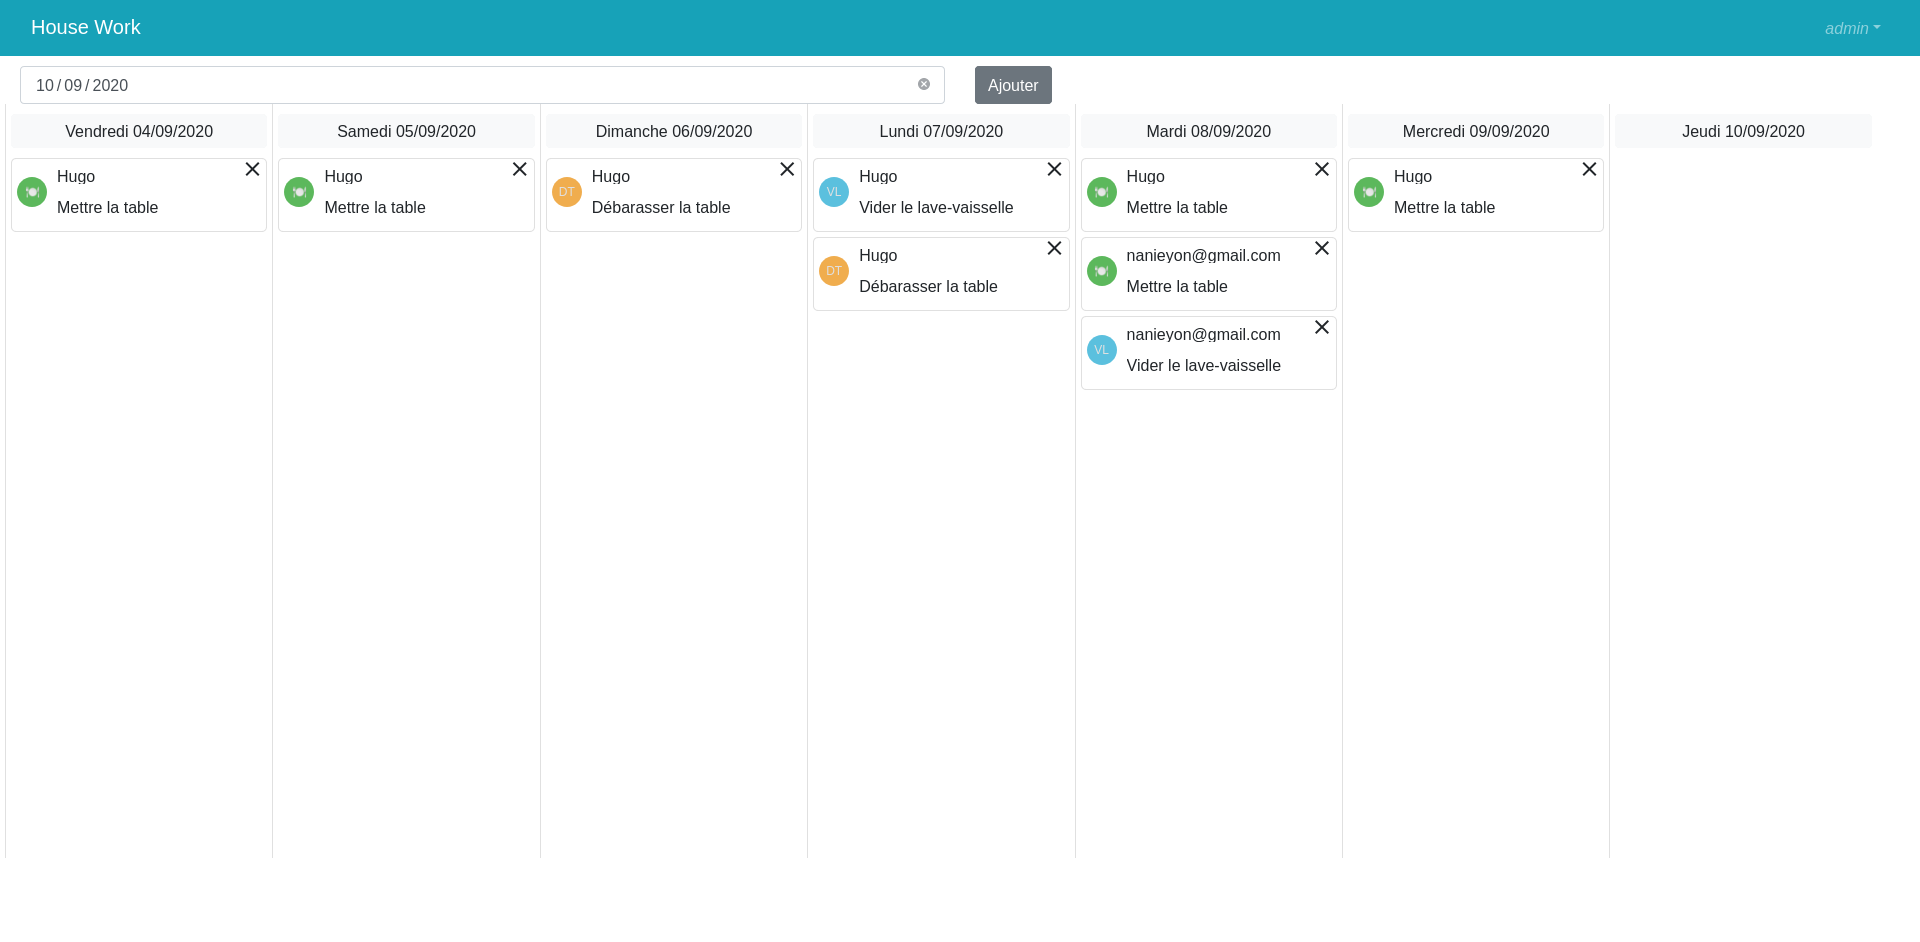 House Work
admin
10/09/2020
Ajouter
Vendredi 04/09/2020
Hugo
Mettre la table
Samedi 05/09/2020
Hugo
Mettre la table
Dimanche 06/09/2020
DT
Hugo
Débarasser la table
Lundi 07/09/2020
VL
Hugo
Vider le lave-vaisselle
DT
Hugo
Débarasser la table
Mardi 08/09/2020
Hugo
Mettre la table
nanieyon@gmail.com
Mettre la table
VL
nanieyon@gmail.com
Vider le lave-vaisselle
Mercredi 09/09/2020
Hugo
Mettre la table
Jeudi 10/09/2020